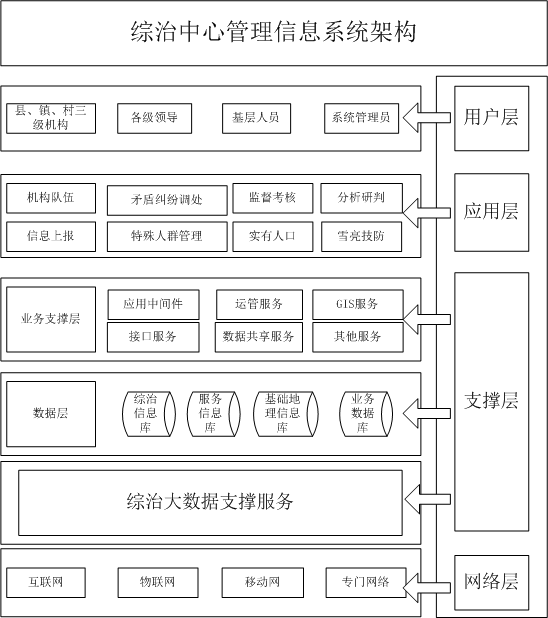 综治中心管理信息系统架构
县、镇、村三
级机构
各级领导
基层人员
系统管理员
用户层
机构队伍
矛盾纠纷调处
监督考核
分析研判
信息上报
特殊人群管理
实有人口
雪亮技防
应用层
业务支撑层
应用中间件
运管服务
GIS服务
接口服务
数据共享服务
其他服务
数据层
综治
信息
库
服务
信息
库
基础地
理信息
库
业务
数据
库
支撑层
综治大数据支撑服务
互联网
物联网
移动网
专门网络
网络层